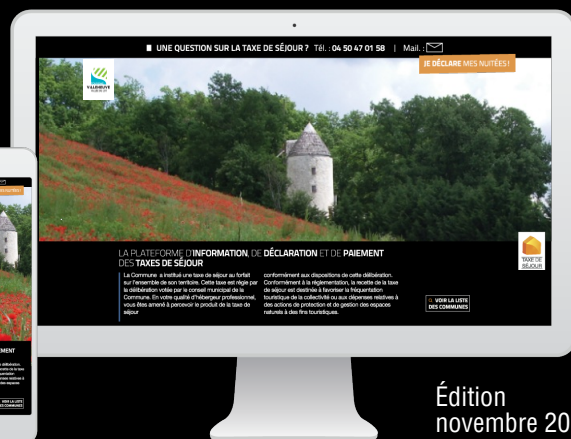 UNE QUESTION SUR LA TAXE DE SÉJOUR ? Tél. : 04 50 47 01 58 | Mail. :
JE DÉCLARE MES NUITÉES !
VILLENEUVE
LA PLATEFORME D'INFORMATION, DE DÉCLARATION ET DE PAIEMENT
DES TAXES DE SÉJOUR
La Commune a institué une taxe de séjour au forfait
sur l'ensemble de son territoire. Cette taxe est régie par
la délibération votée par le conseil municipal de la
Commune. En votre qualité d'hébergeur professionnel,
vous êtes amené à percevoir le produit de la taxe de
séjour
conformément aux dispositions de cette délibération.
Conformément à la réglementation, la recette de la taxe
de séjour est destinée à favoriser la fréquentation
touristique de la collectivité ou aux dépenses relatives à
des actions de protection et de gestion des espaces
naturels à des fins touristiques.
TAXE DE
SÉJOUR
VOIR LA LISTE
DES COMMUNES
VOIR LA LISTE
DES COMMUNES
Édition
novembre 20